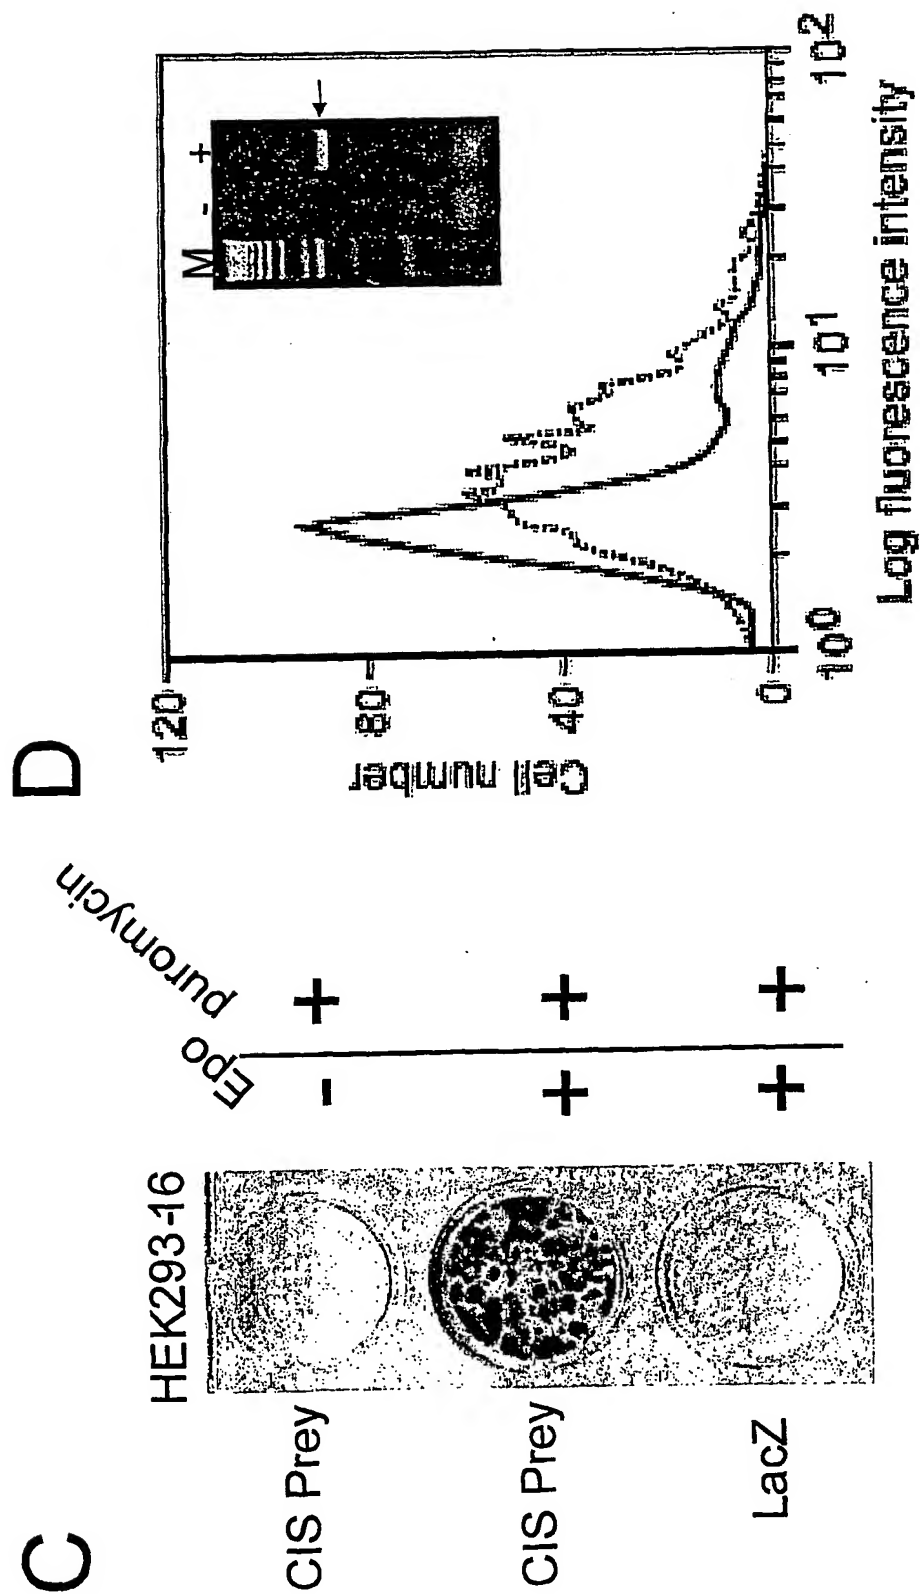 C
HEK293-16
Epo puromycin
CIS Prey - +
CIS Prey + +
LacZ + +
D
Cell number
120
80
40
0
10⁰
10¹
10²
Log fluorescence intensity
M - +